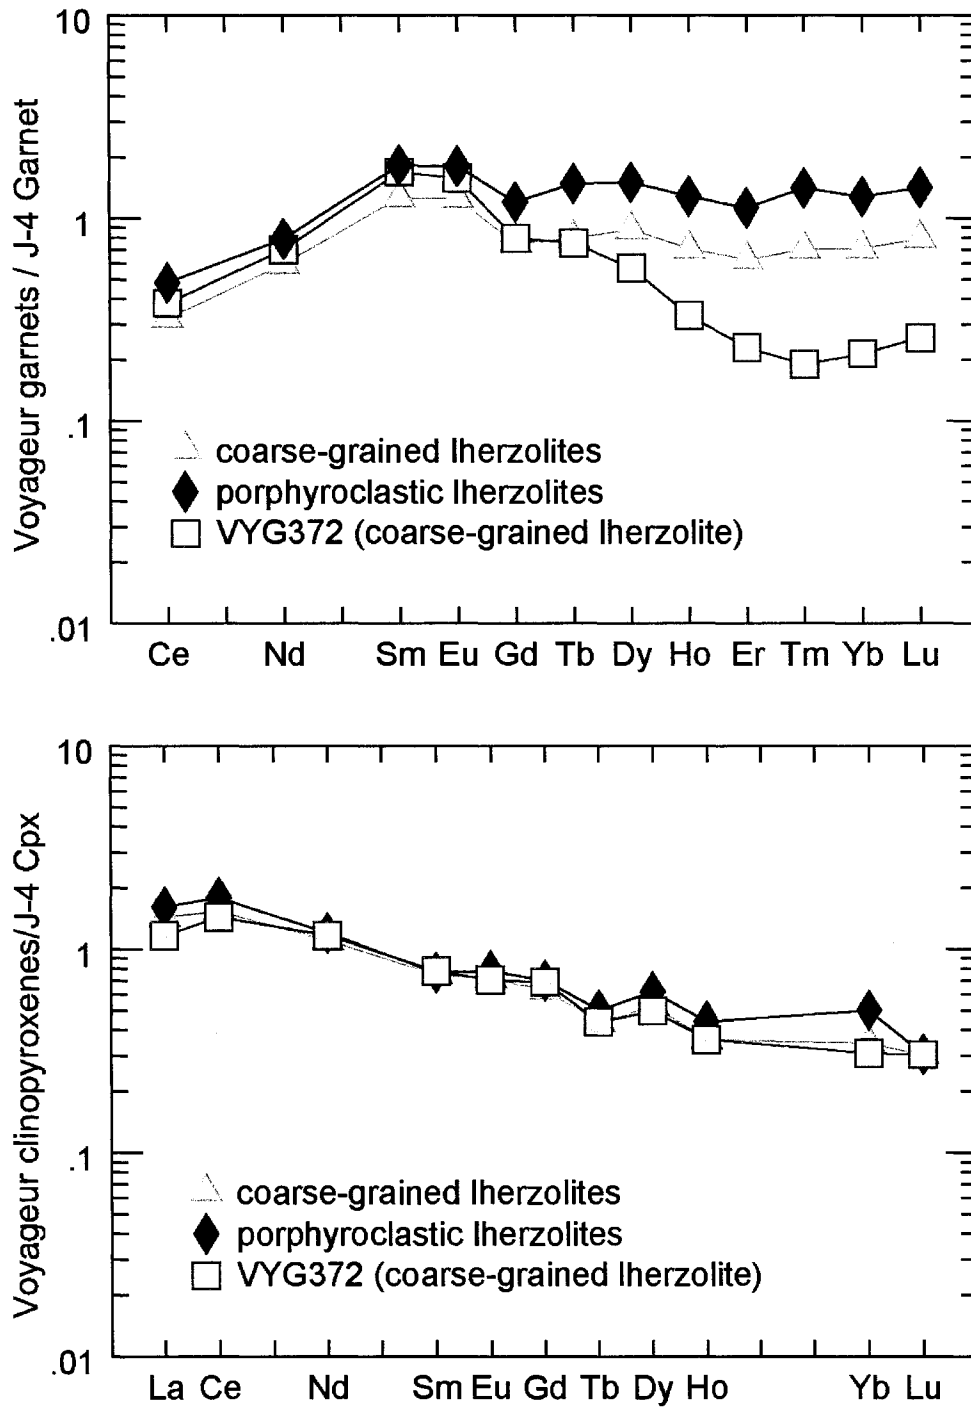 Voyageur garnets / J-4 Garnet
10
1
.1
.01
coarse-grained lherzolites
porphyroclastic lherzolites
VYG372 (coarse-grained lherzolite)
Ce Nd Sm Eu Gd Tb Dy Ho Er Tm Yb Lu
Voyageur clinopyroxenes/J-4 Cpx
10
1
.1
.01
coarse-grained lherzolites
porphyroclastic lherzolites
VYG372 (coarse-grained lherzolite)
La Ce Nd Sm Eu Gd Tb Dy Ho Yb Lu